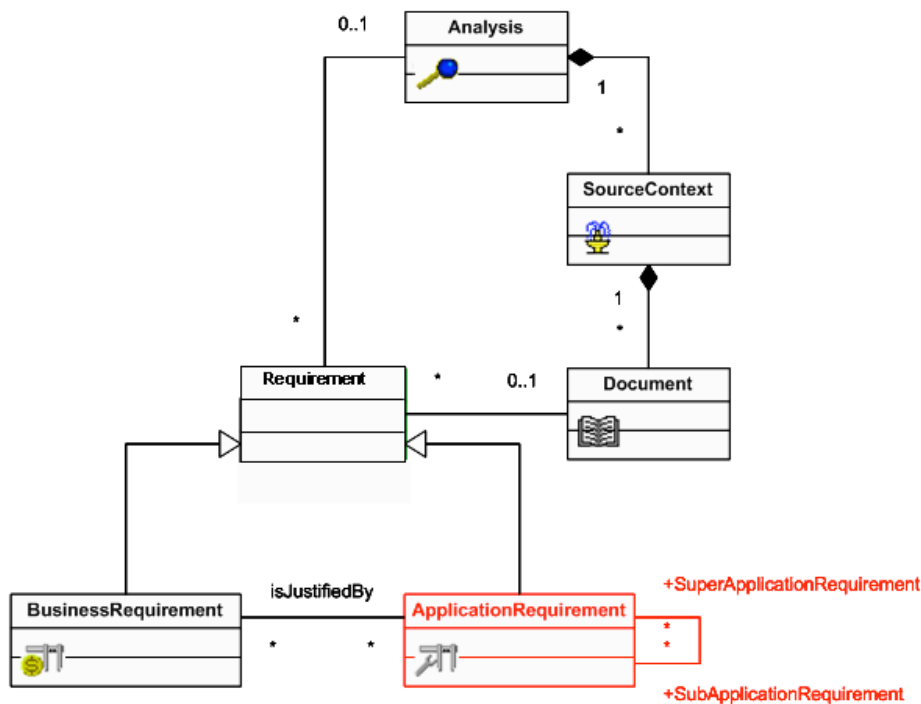 Analysis
0..1
1
*
SourceContext
1
*
*
Requirement
*
0..1
Document
isJustifiedBy
+SuperApplicationRequirement
BusinessRequirement
ApplicationRequirement
*
*
*
*
$
+SubApplicationRequirement